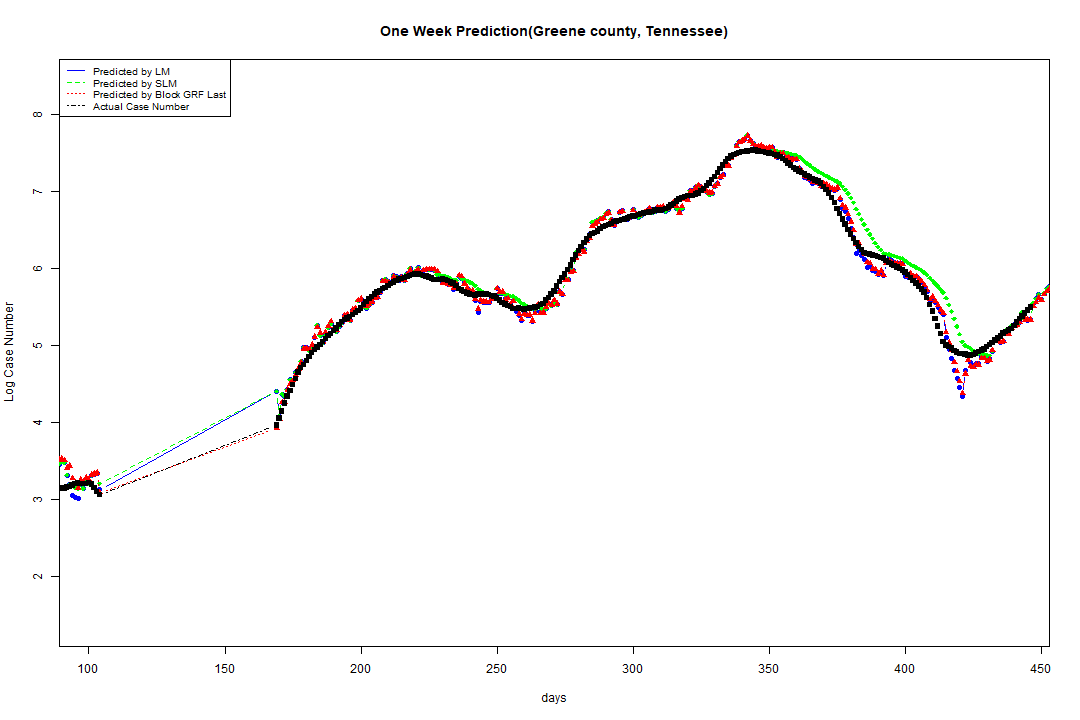 One Week Prediction(Greene county, Tennessee)
Predicted by LM
Predicted by SLM
Predicted by Block GRF Last
Actual Case Number
8
7
6
5
4
3
2
Log Case Number
100 150 200 250 300 350 400 450
days